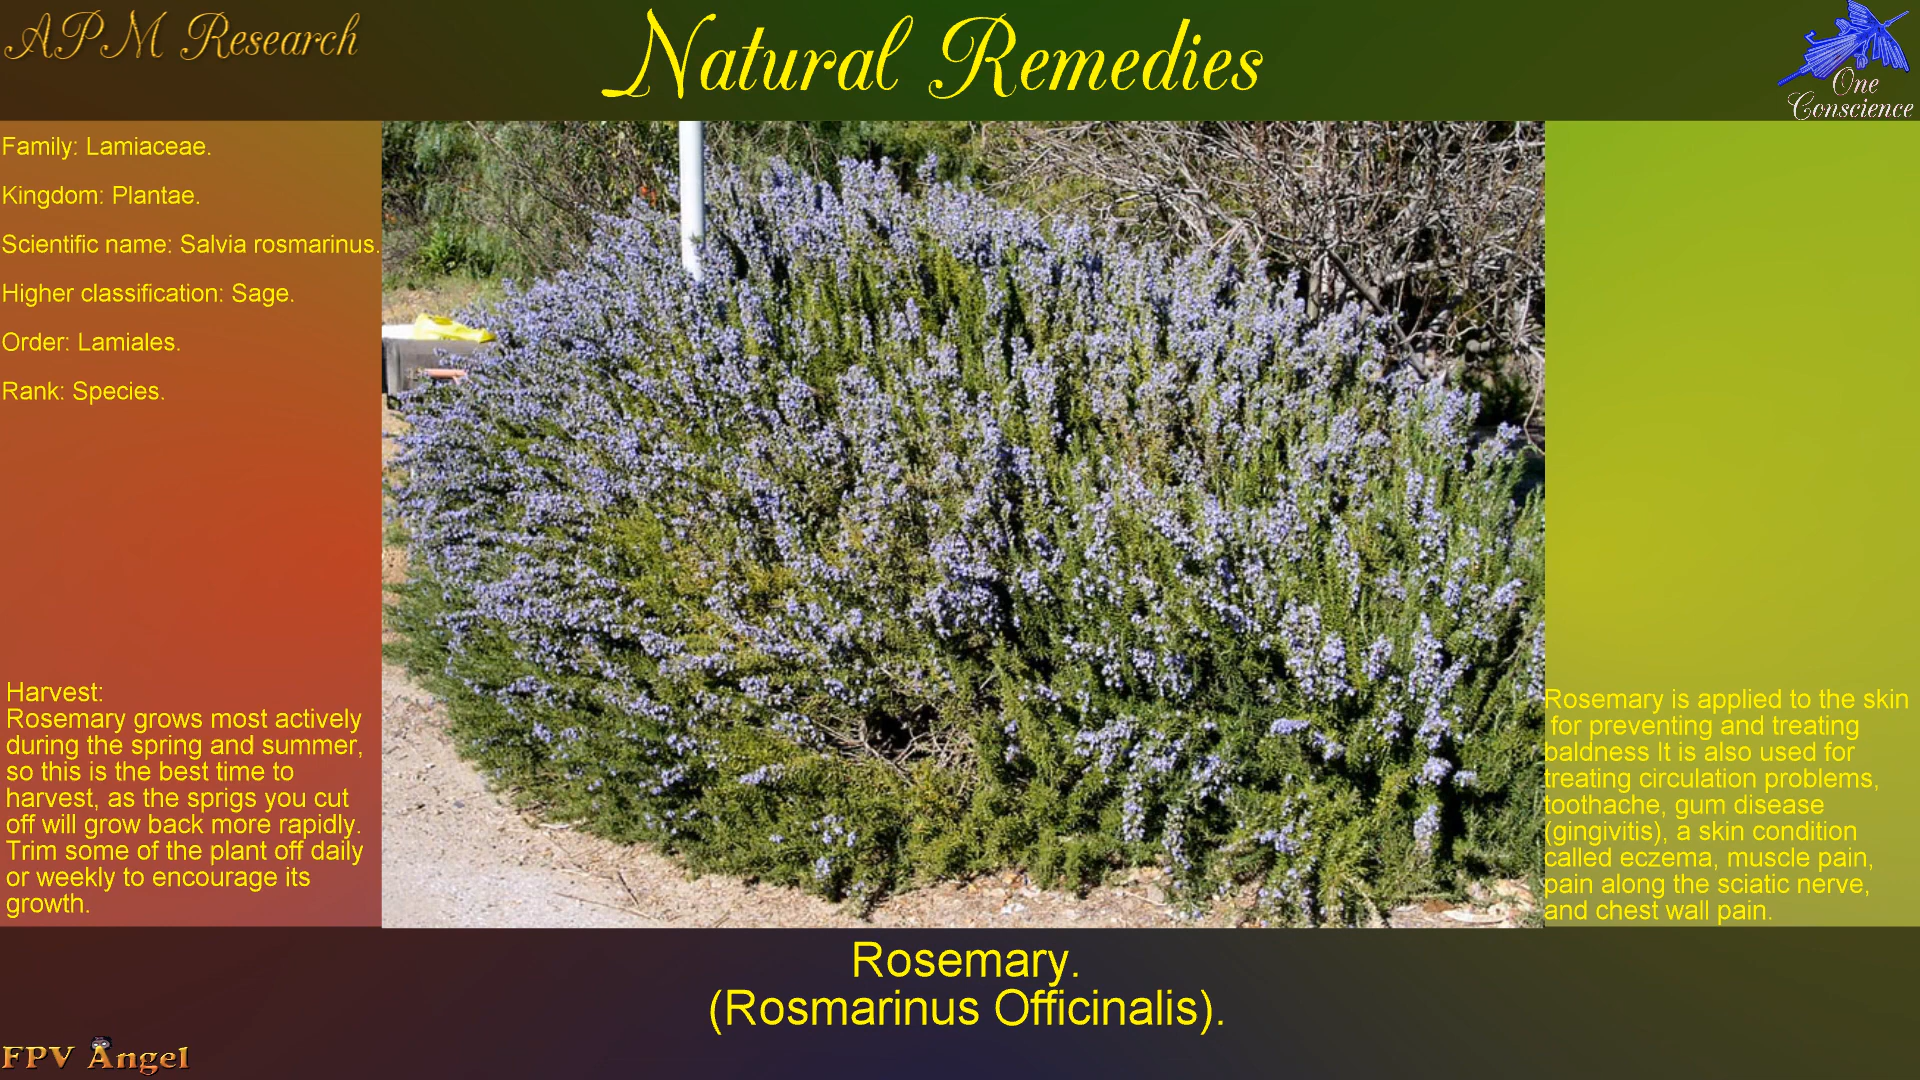 APM Research
Natural Remedies
One
Conscience
Family: Lamiaceae.
Kingdom: Plantae.
Scientific name: Salvia rosmarinus.
Higher classification: Sage.
Order: Lamiales.
Rank: Species.
Harvest:
Rosemary grows most actively
during the spring and summer,
so this is the best time to
harvest, as the sprigs you cut
off will grow back more rapidly.
Trim some of the plant off daily
or weekly to encourage its
growth.
Rosemary is applied to the skin
for preventing and treating
baldness It is also used for
treating circulation problems,
toothache, gum disease
(gingivitis), a skin condition
called eczema, muscle pain,
pain along the sciatic nerve,
and chest wall pain.
Rosemary.
(Rosmarinus Officinalis).
FPV Angel